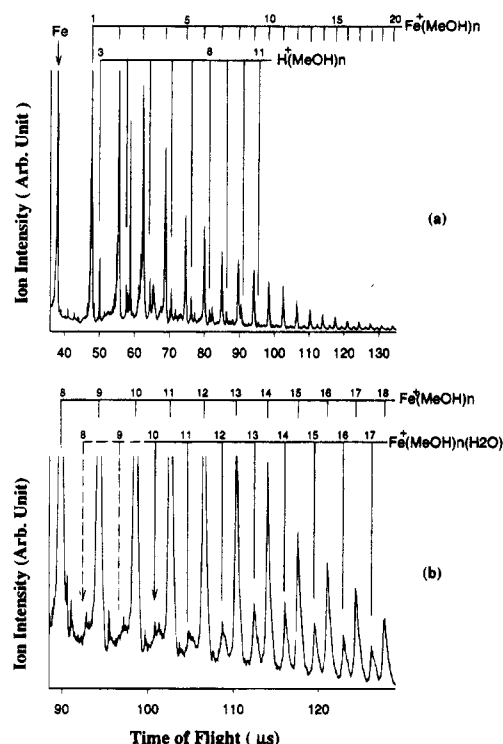 Fe
1 5 10 15 20 Fe+(MeOH)n
3 8 11 H+(MeOH)n
Ion Intensity ( Arb. Unit )
(a)
40 50 60 70 80 90 100 110 120 130
8 9 10 11 12 13 14 15 16 17 18 Fe+(MeOH)n
8 9 10 11 12 13 14 15 16 17 Fe+(MeOH)n(H2O)
Ion Intensity (Arb. Unit)
(b)
90 100 110 120
Time of Flight ( μs )